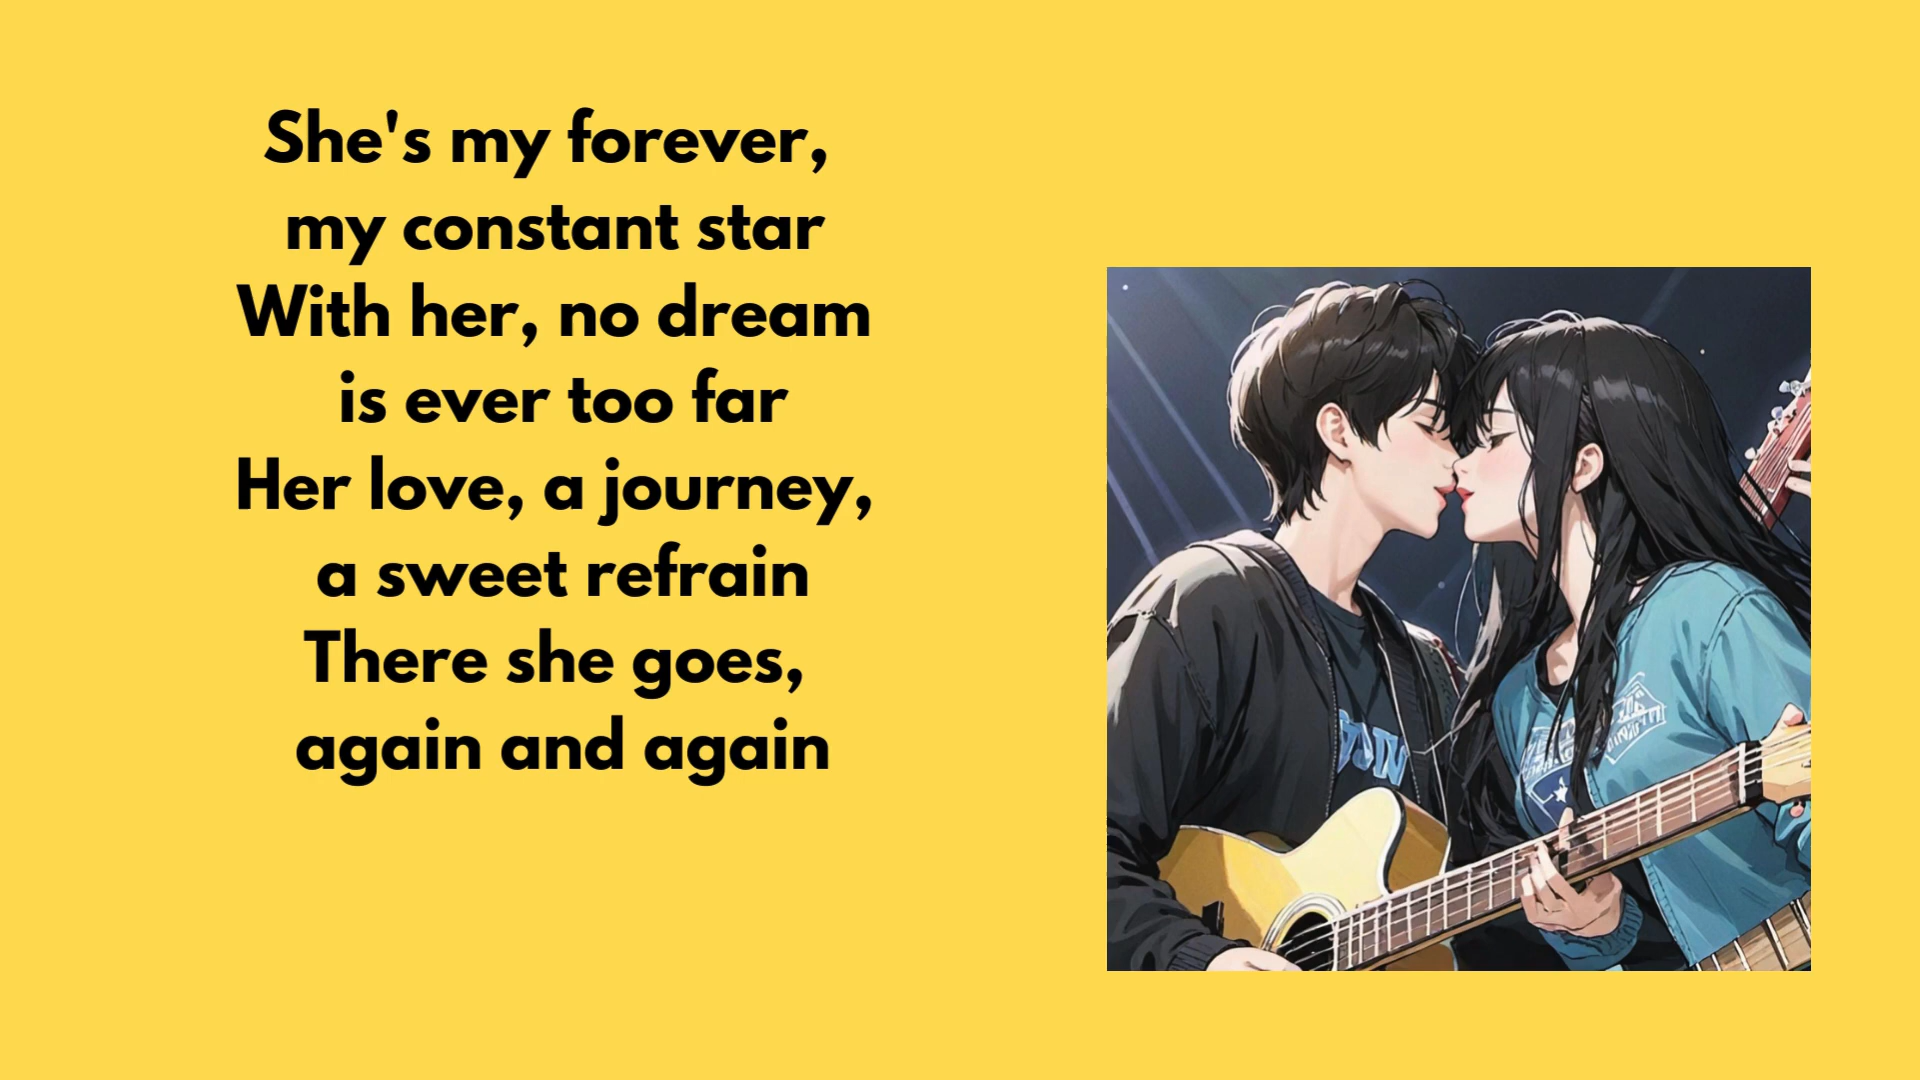 She's my forever,
my constant star
With her, no dream
is ever too far
Her love, a journey,
a sweet refrain
There she goes,
again and again